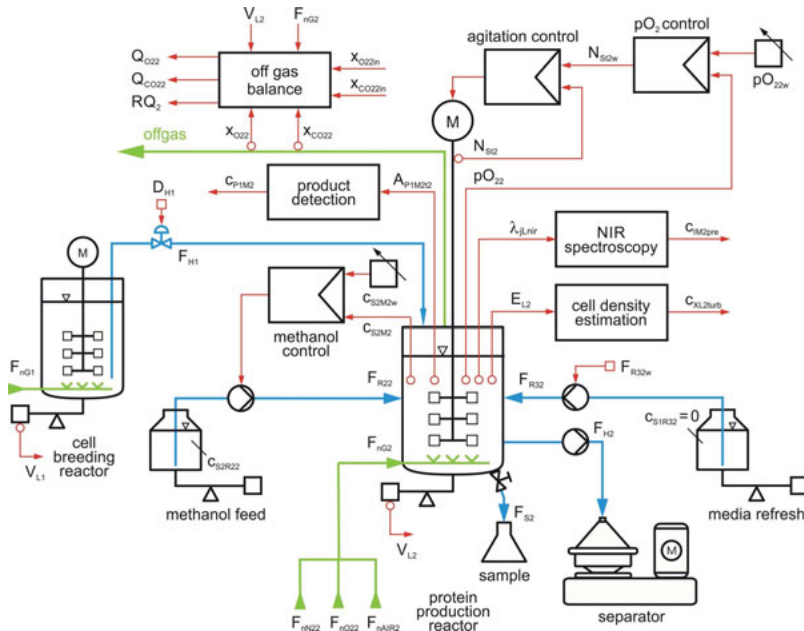 V_L2
F_nG2
agitation control
pO₂ control
Q_O22
Q_CO22
RQ_2
off gas
balance
x_O22in
x_CO22in
N_St2w
pO_22w
M
x_O22
x_CO22
offgas
N_St2
pO_22
D_H1
c_P1M2
product
detection
A_P1M2t2
F_H1
λ_jLnir
NIR
spectroscopy
c_IM2pre
M
c_S2M2w
c_S2M2
methanol
control
E_L2
cell density
estimation
c_XL2turb
F_nG1
F_R22
F_R32
F_R32w
V_L1
cell
breeding
reactor
c_S2R22
methanol feed
F_nG2
F_H2
c_S1R32 = 0
media refresh
V_L2
F_S2
sample
M
separator
protein
production
reactor
F_nN22
F_nO22
F_nAIR2